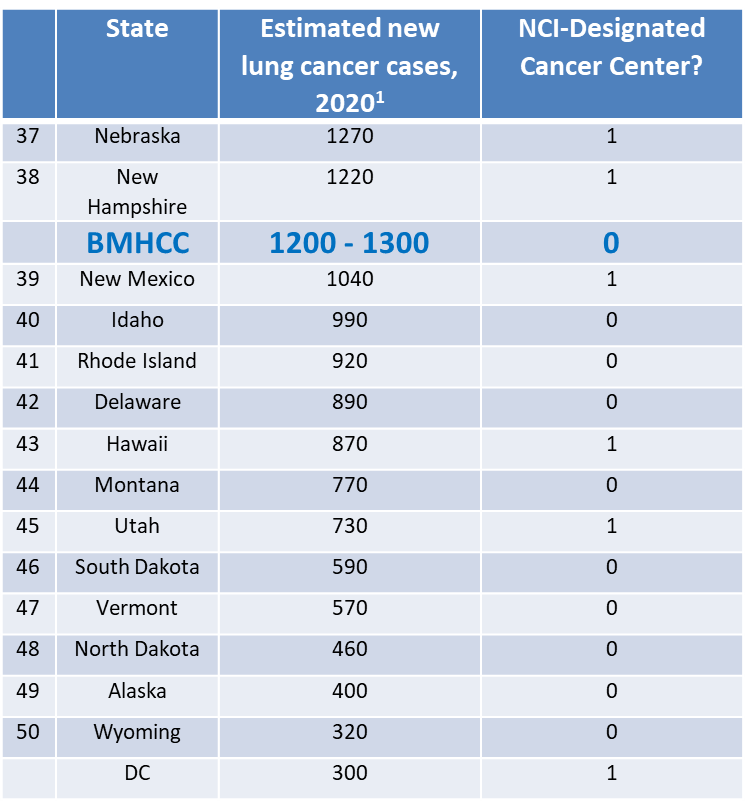 State | Estimated new lung cancer cases, 2020¹ | NCI-Designated Cancer Center?
37 | Nebraska | 1270 | 1
38 | New Hampshire | 1220 | 1
BMHCC | 1200 - 1300 | 0
39 | New Mexico | 1040 | 1
40 | Idaho | 990 | 0
41 | Rhode Island | 920 | 0
42 | Delaware | 890 | 0
43 | Hawaii | 870 | 1
44 | Montana | 770 | 0
45 | Utah | 730 | 1
46 | South Dakota | 590 | 0
47 | Vermont | 570 | 0
48 | North Dakota | 460 | 0
49 | Alaska | 400 | 0
50 | Wyoming | 320 | 0
DC | 300 | 1